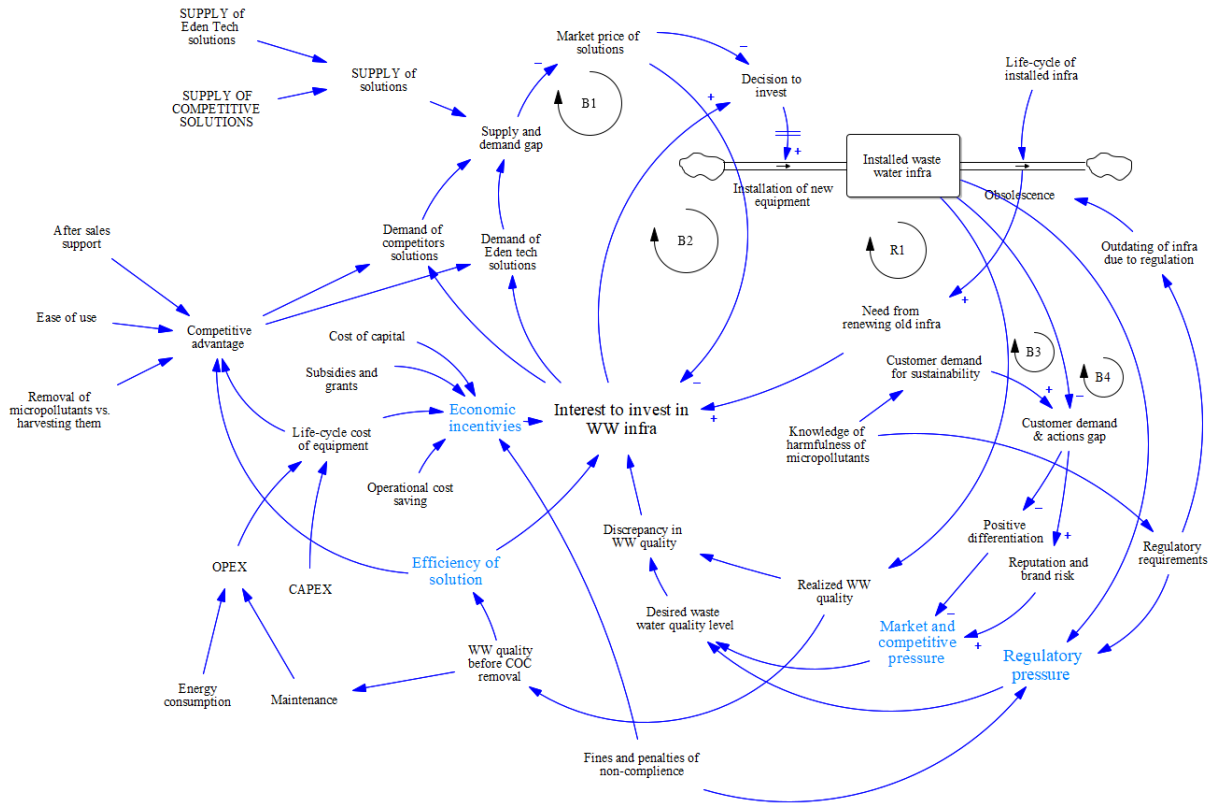 SUPPLY of
Eden Tech
solutions
SUPPLY OF
COMPETITIVE
SOLUTIONS
SUPPLY of
solutions
Market price of
solutions
–
–
B1
Supply and
demand gap
+
Decision to
invest
+
Life-cycle of
installed infra
Installed waste
water infra
Installation of new
equipment
Obsolescence
B2
R1
After sales
support
Demand of
competitors
solutions
Demand of
Eden tech
solutions
Outdating of infra
due to regulation
Ease of use
Competitive
advantage
Cost of capital
Subsidies and
grants
+
Need from
renewing old infra
B3
B4
Customer demand
for sustainability
+
–
–
+
Removal of
micropollutants vs.
harvesting them
Life-cycle cost
of equipment
Economic
incentivies
Interest to invest in
WW infra
Knowledge of
harmfulness of
micropollutants
Customer demand
& actions gap
Operational cost
saving
–
+
Positive
differentiation
Reputation and
brand risk
Regulatory
requirements
Discrepancy in
WW quality
Efficiency of
solution
OPEX
CAPEX
Realized WW
quality
Desired waste
water quality level
–
+
Market and
competitive
pressure
Regulatory
pressure
WW quality
before COC
removal
Energy
consumption
Maintenance
Fines and penalties of
non-complience